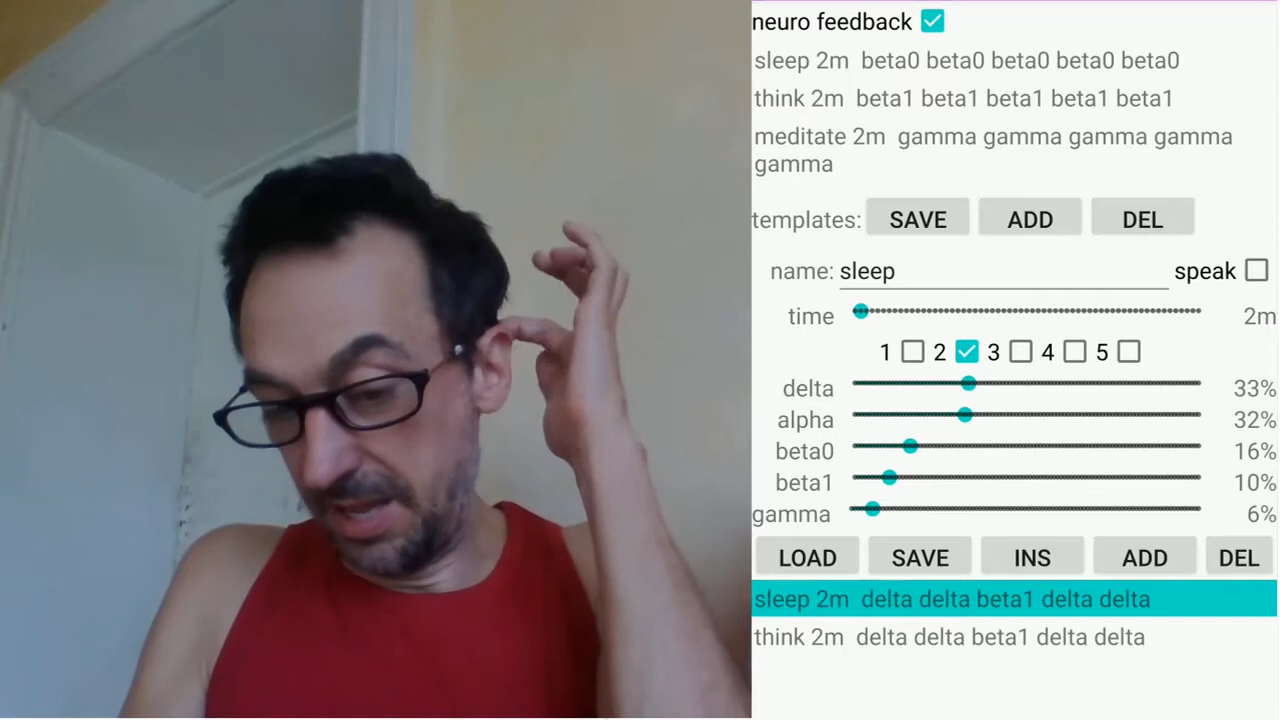 neuro feedback
sleep 2m beta0 beta0 beta0 beta0 beta0
think 2m beta1 beta1 beta1 beta1 beta1
meditate 2m gamma gamma gamma gamma
gamma
templates: SAVE ADD DEL
name: sleep speak
time 2m
1 2 3 4 5
delta 33%
alpha 32%
beta0 16%
beta1 10%
gamma 6%
LOAD SAVE INS ADD DEL
sleep 2m delta delta beta1 delta delta
think 2m delta delta beta1 delta delta